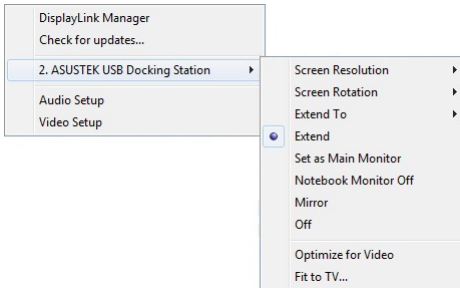 DisplayLink Manager
Check for updates...
2. ASUSTEK USB Docking Station
Audio Setup
Video Setup
Screen Resolution
Screen Rotation
Extend To
Extend
Set as Main Monitor
Notebook Monitor Off
Mirror
Off
Optimize for Video
Fit to TV...